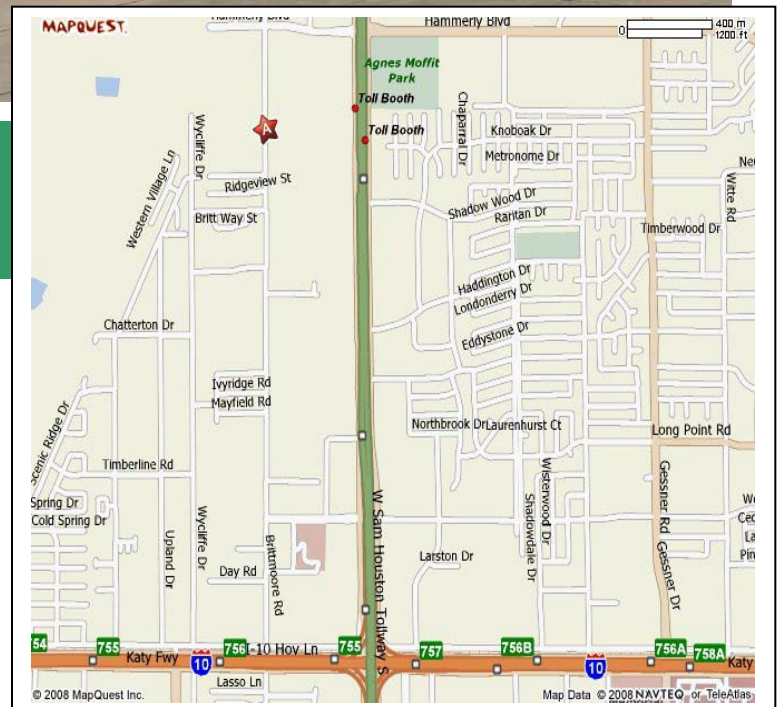 MAPQUEST.
Hammerly Blvd
Hammerly Blvd
0 400 m
1200 ft
Agnes Moffit
Park
Toll Booth
Toll Booth
A
Wycliffe Dr
Western Village Ln
Chaparral Dr
Knoboak Dr
Metronome Dr
Witte Rd
Ridgeview St
Britt Way St
Shadow Wood Dr
Raritan Dr
Timberwood Dr
Haddington Dr
Londonderry Dr
Eddystone Dr
Chatterton Dr
Ivyridge Rd
Mayfield Rd
Scenic Ridge Dr
Northbrook Dr
Laurenhurst Ct
Long Point Rd
Timberline Rd
Spring Dr
Cold Spring Dr
Upland Dr
Wycliffe Dr
Brittmoore Rd
W Sam Houston Tollway S
Wisterwood Dr
Shadowdale Dr
Gessner Rd
Gessner Dr
Day Rd
Larston Dr
54
755
756
I-10 Hov Ln
755
757
756B
756A
758A
Katy Fwy
10
10
Katy
Lasso Ln
© 2008 MapQuest Inc.
Map Data © 2008 NAVTEQ or TeleAtlas